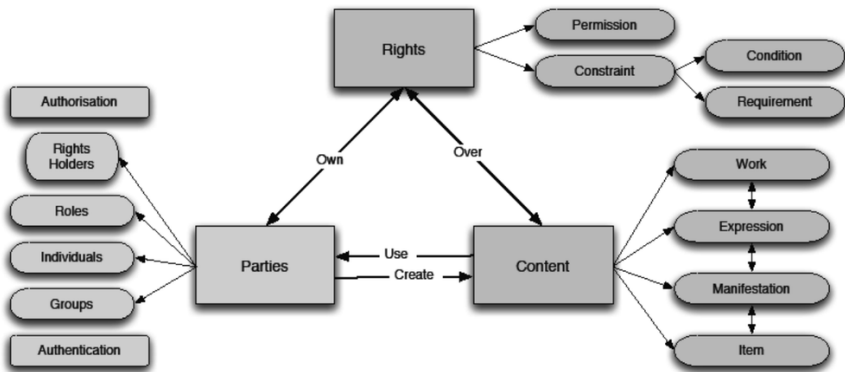 Rights
Permission
Constraint
Condition
Requirement
Authorisation
Rights
Holders
Roles
Individuals
Groups
Authentication
Own
Over
Parties
Use
Create
Content
Work
Expression
Manifestation
Item